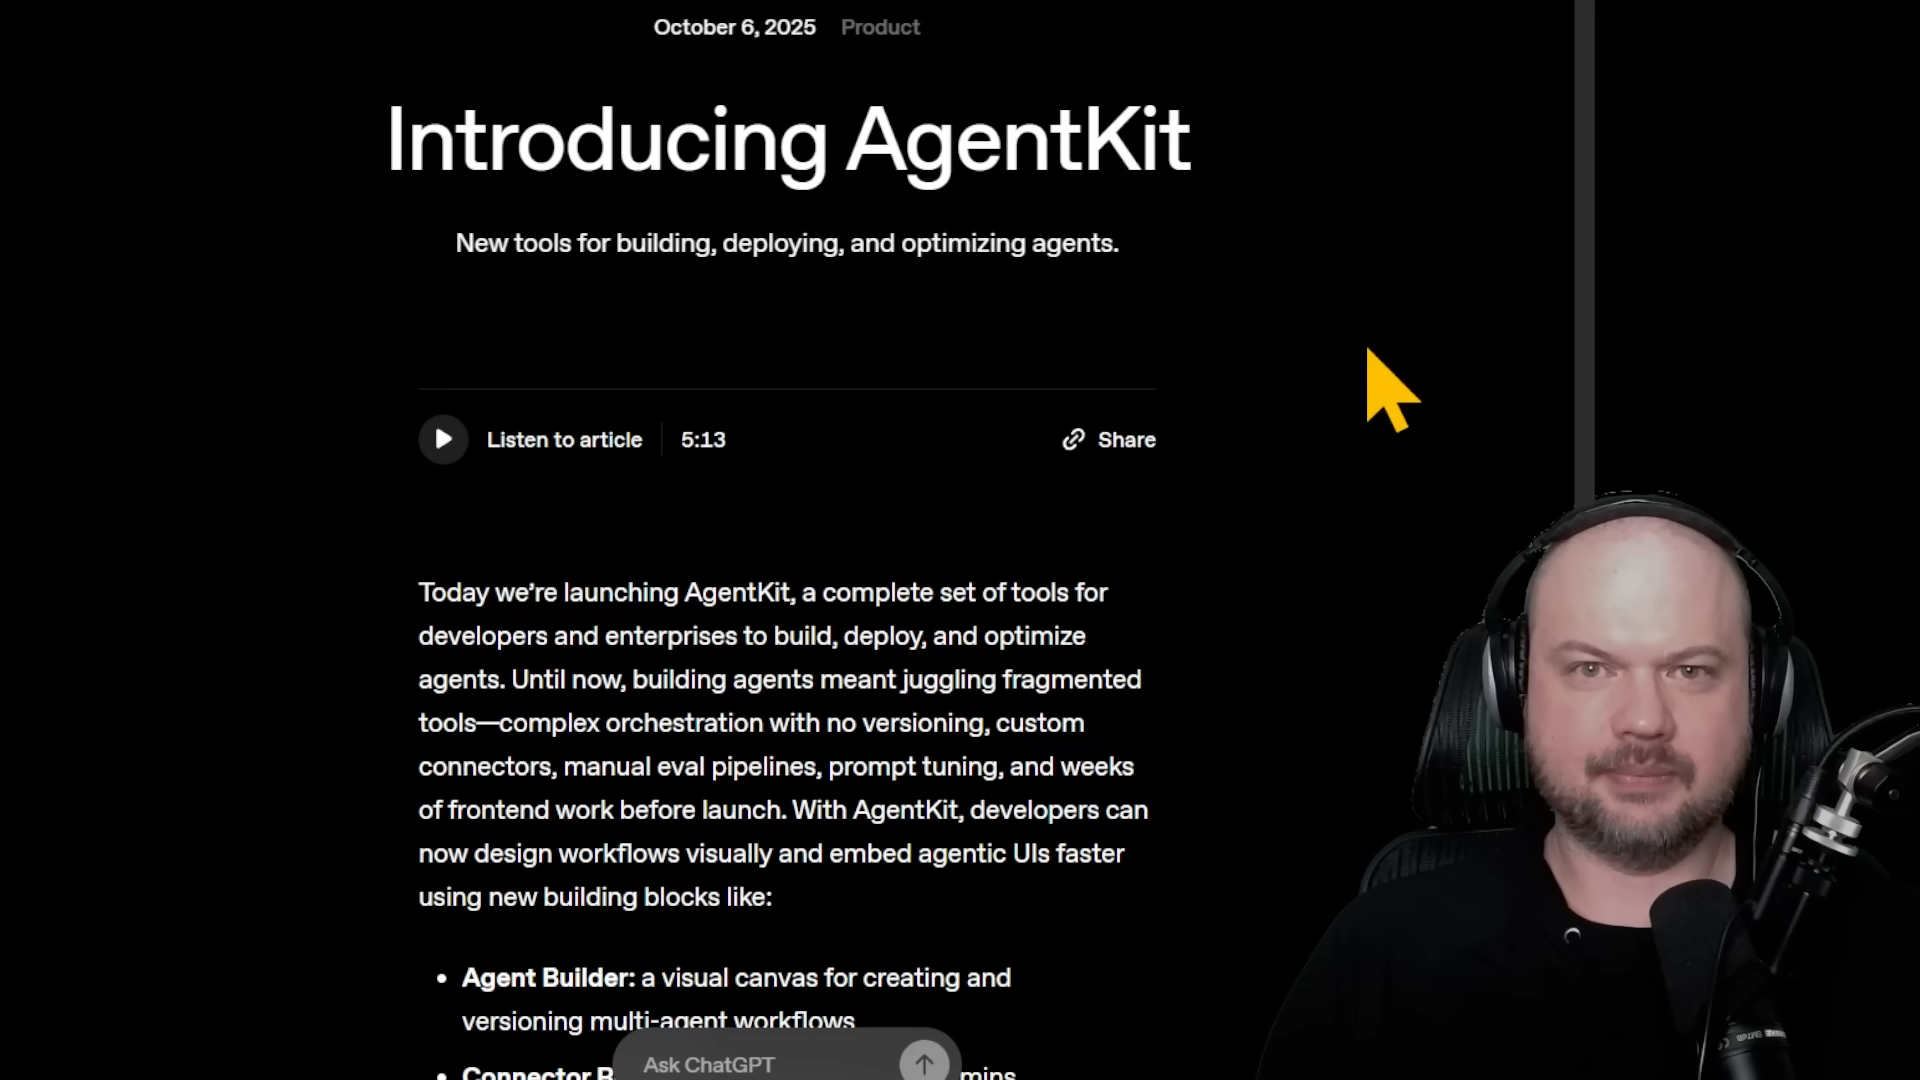 October 6, 2025 Product
Introducing AgentKit
New tools for building, deploying, and optimizing agents.
Listen to article 5:13 Share
Today we’re launching AgentKit, a complete set of tools for
developers and enterprises to build, deploy, and optimize
agents. Until now, building agents meant juggling fragmented
tools—complex orchestration with no versioning, custom
connectors, manual eval pipelines, prompt tuning, and weeks
of frontend work before launch. With AgentKit, developers can
now design workflows visually and embed agentic UIs faster
using new building blocks like:
• Agent Builder: a visual canvas for creating and
versioning multi-agent workflows
Ask ChatGPT
• Connector